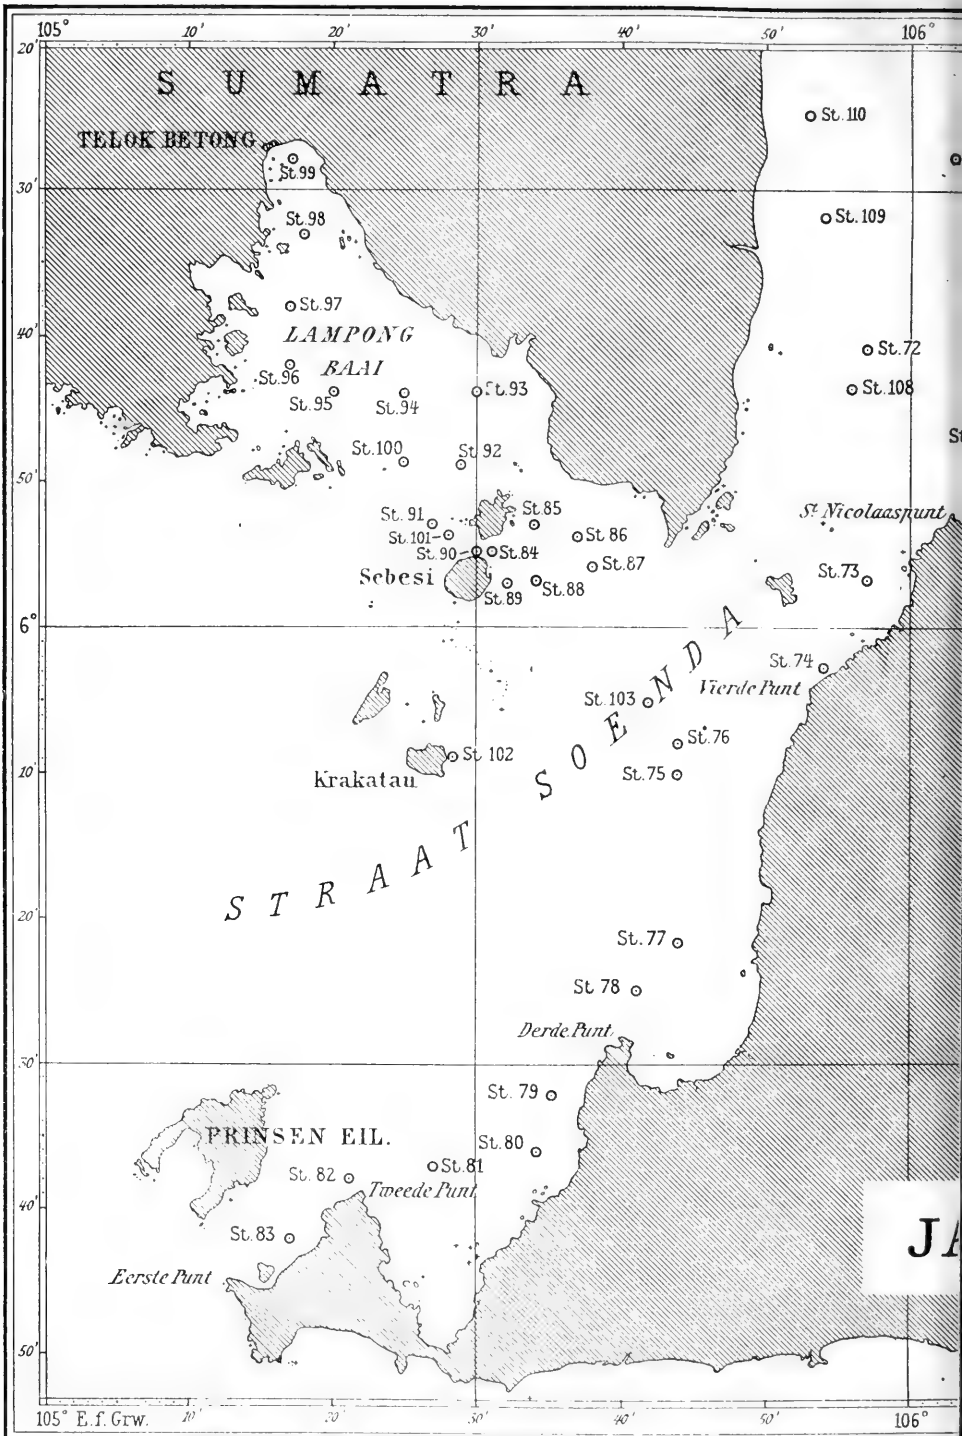 105° 10' 20' 30' 40' 50' 106°
20'
S U M A T R A
St. 110
TELOK BETONG
St.99
30'
St.98
St. 109
St.97
LAMPONG
BAAI
40'
St.72
St.96
St.93
St.108
St.95
St.94
St.100
St.92
St
50'
St.85
St. Nicolaaspunt
St. 91
St.101
St. 86
St. 90
St.84
St.87
St.73
Sebesi
St.89
St.88
6°
St.74
Vierde Punt
St. 103
St.76
St. 102
St.75
10'
Krakatau
STRAAT SOENDA
20'
St.77
St. 78
Derde Punt
30'
St. 79
PRINSEN EIL.
St.80
St.81
St. 82
Tweede Punt
40'
St.83
JA
Eerste Punt
50'
105° E.f. Grw. 10' 20' 30' 40' 50' 106°